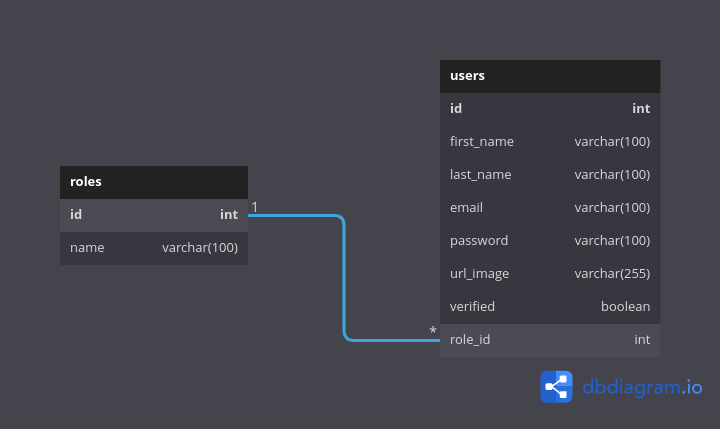 roles
id int
name varchar(100)
1
*
users
id int
first_name varchar(100)
last_name varchar(100)
email varchar(100)
password varchar(100)
url_image varchar(255)
verified boolean
role_id int
dbdiagram.io